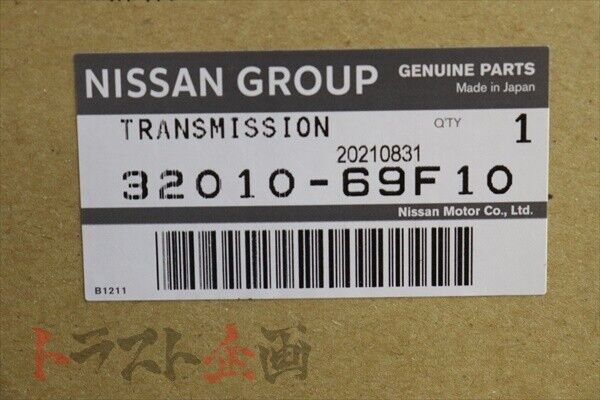 NISSAN GROUP
GENUINE PARTS
Made in Japan
TRANSMISSION
Q'TY
1
20210831
32010-69F10
Nissan Motor Co., Ltd.
B1211
トラスト企画